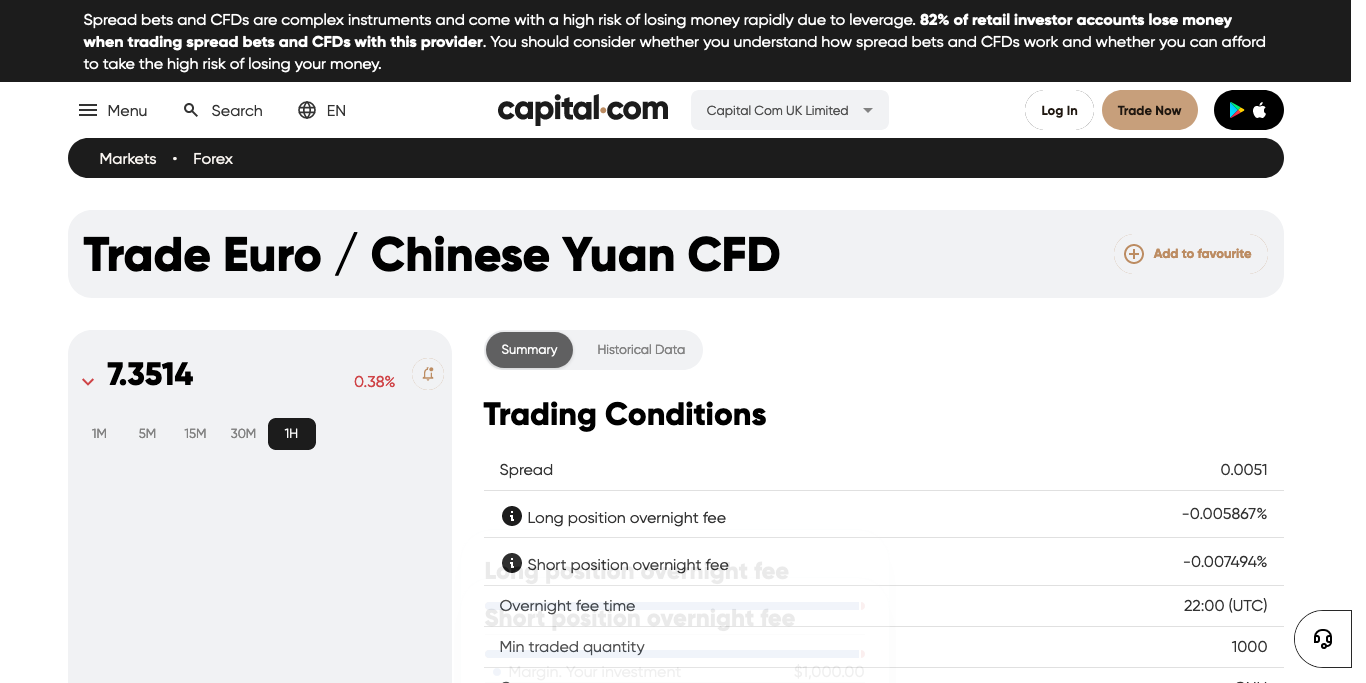 Spread bets and CFDs are complex instruments and come with a high risk of losing money rapidly due to leverage. 82% of retail investor accounts lose money
when trading spread bets and CFDs with this provider. You should consider whether you understand how spread bets and CFDs work and whether you can afford
to take the high risk of losing your money.
Menu Search EN capital.com Capital Com UK Limited Log In Trade Now
Markets • Forex
Trade Euro / Chinese Yuan CFD Add to favourite
7.3514 0.38%
1M 5M 15M 30M 1H
Summary Historical Data
Trading Conditions
Spread 0.0051
Long position overnight fee -0.005867%
Short position overnight fee -0.007494%
Long position overnight fee
Overnight fee time 22:00 (UTC)
Short position overnight fee
Min traded quantity 1000
Margin. Your investment $1,000.00